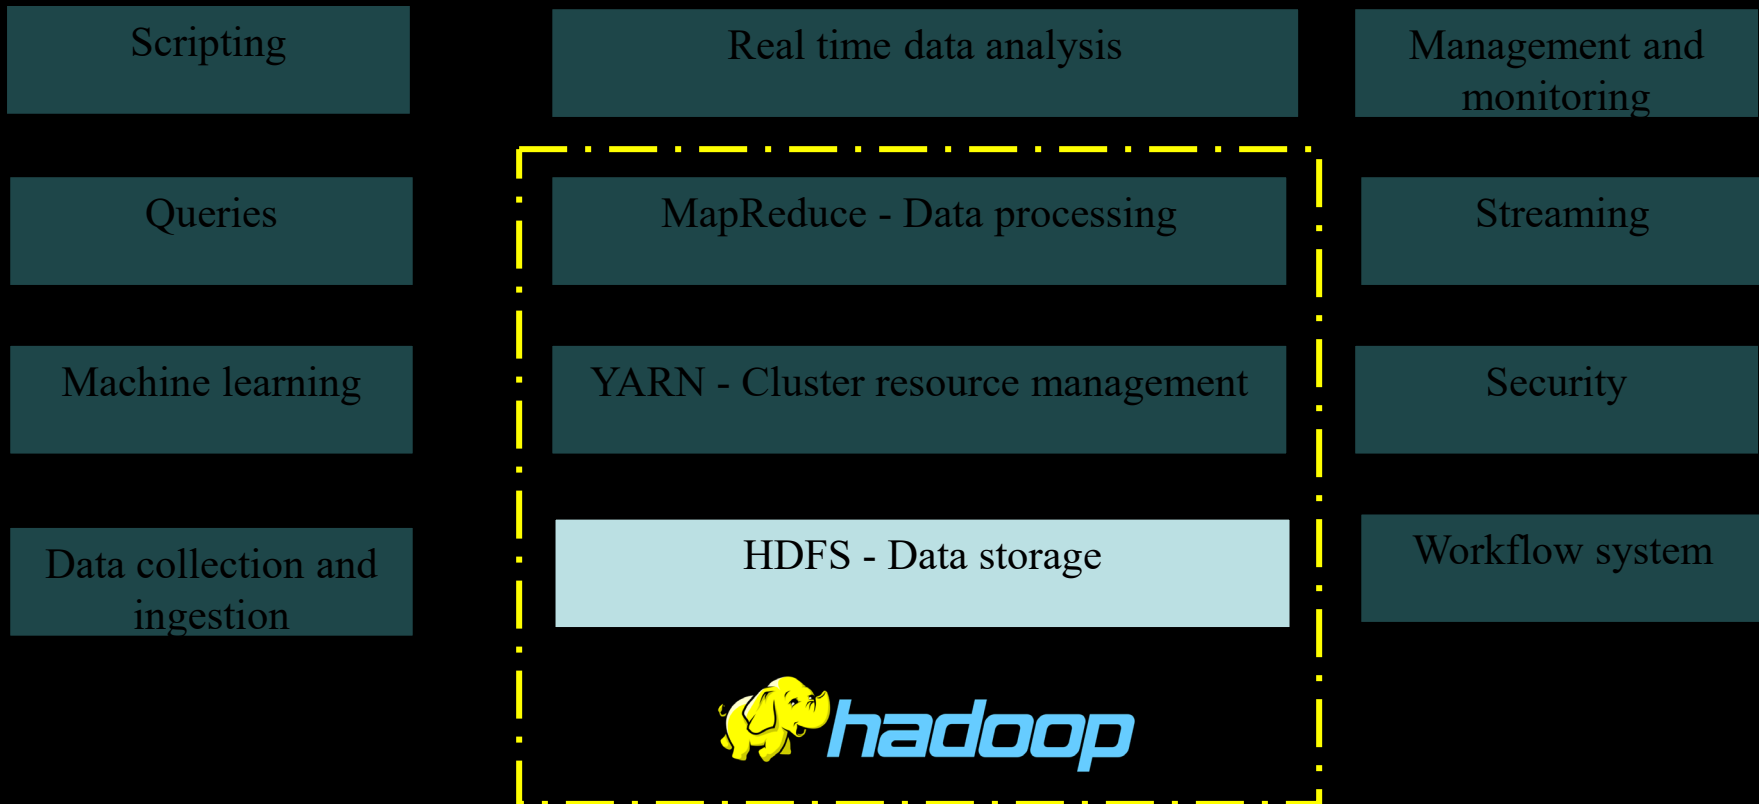 Scripting
Real time data analysis
Management and
monitoring
Queries
MapReduce - Data processing
Streaming
Machine learning
YARN - Cluster resource management
Security
Data collection and
ingestion
HDFS - Data storage
Workflow system
hadoop